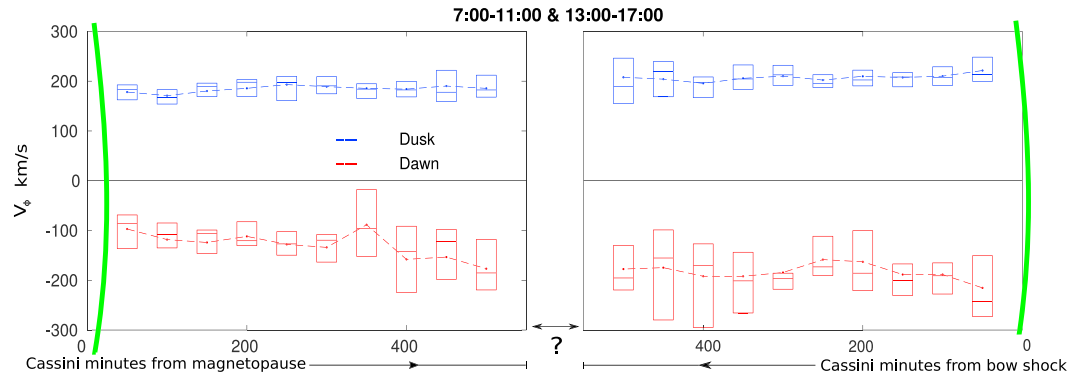 7:00-11:00 & 13:00-17:00
300
200
100
0
-100
-200
-300
V_Φ km/s
Dusk
Dawn
0 200 400
400 200 0
?
Cassini minutes from magnetopause
Cassini minutes from bow shock